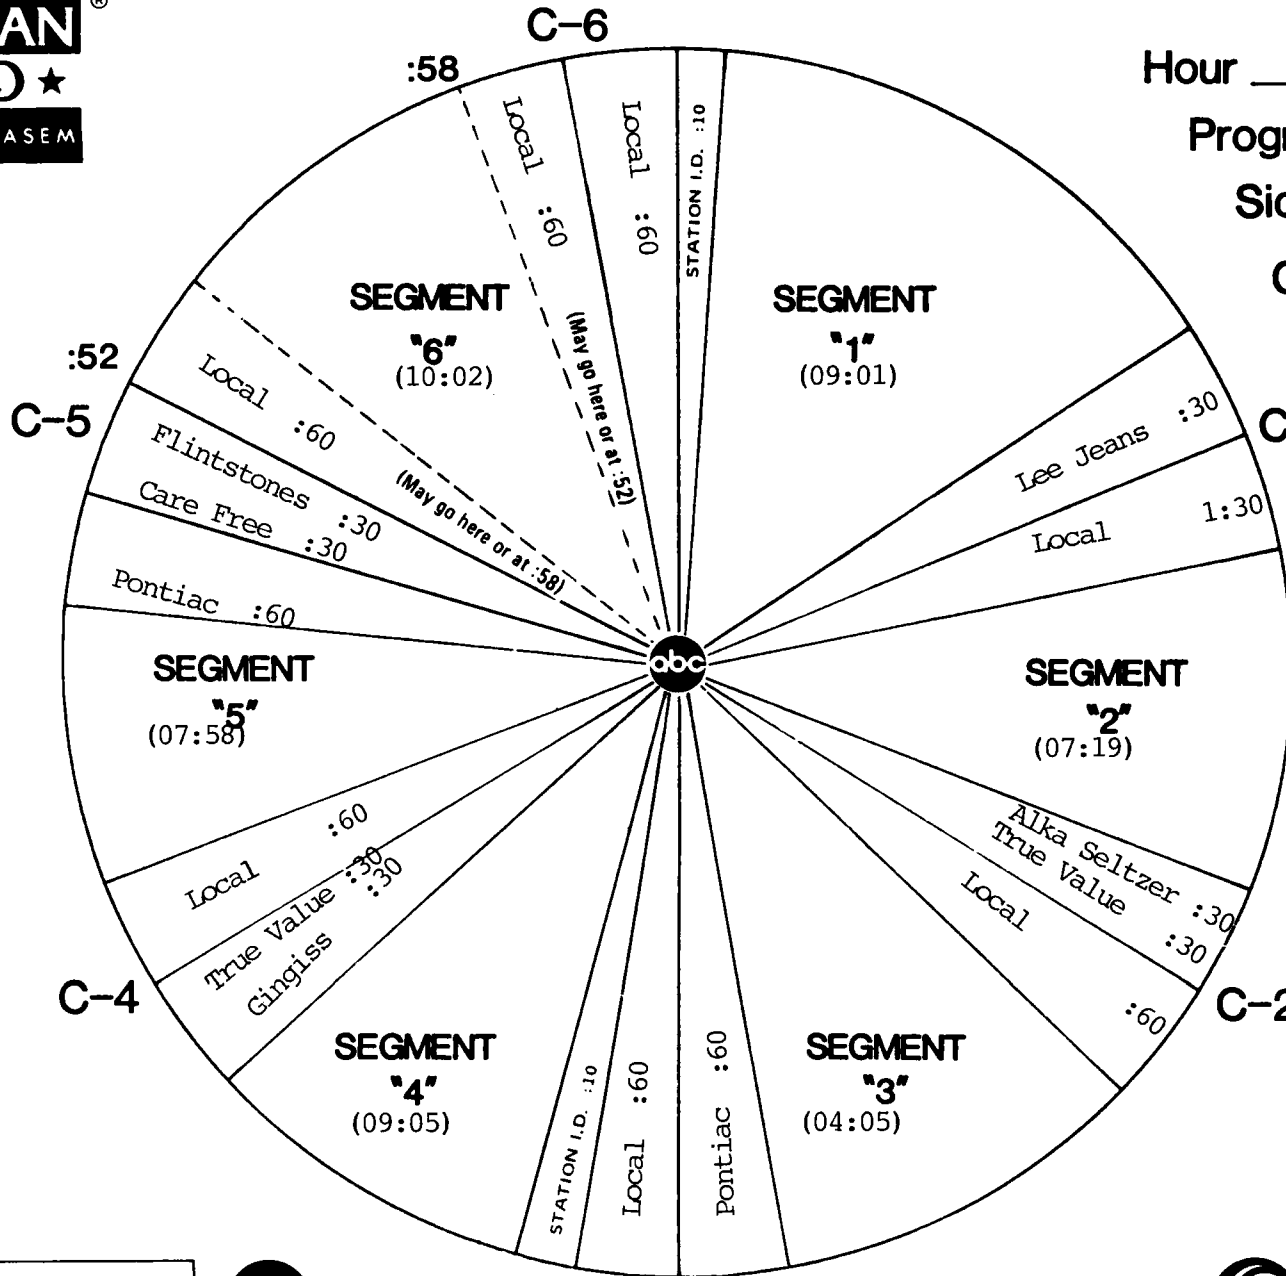 AN
®
ASEM
C-6
:58
Hour
Local :60
Local :60
STATION I.D. :10
(May go here or at :52)
SEGMENT
"1"
(09:01)
Lee Jeans :30
Local 1:30
SEGMENT
"2"
(07:19)
Alka Seltzer :30
True Value :30
Local :60
C-2
SEGMENT
"3"
(04:05)
Pontiac :60
Local :60
STATION I.D. :10
SEGMENT
"4"
(09:05)
Gingiss :30
True Value :30
C-4
Local :60
SEGMENT
"5"
(07:58)
Pontiac :60
Care Free :30
Flintstones :30
C-5
:52
Local :60
(May go here or at :58)
SEGMENT
"6"
(10:02)
abc